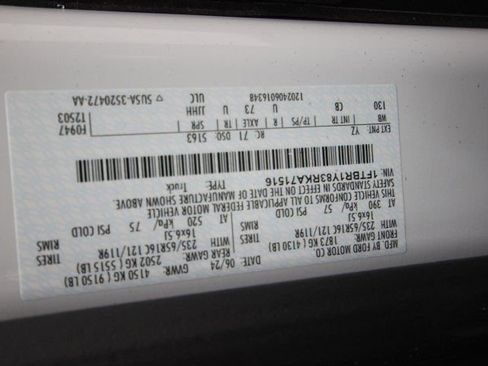 MFD BY FORD MOTOR CO
DATE: 06/24 GVWR: 4150 KG ( 9150 LB)
FRONT GAWR: 1873 KG (4130 LB) REAR GAWR: 2502 KG (5515 LB)
WITH 235/65R16C 121/119R TIRES WITH 235/65R16C 121/119R TIRES
16x6.5J RIMS 16x6.5J RIMS
AT 390 kPa/ 57 PSI COLD AT 520 kPa/ 75 PSI COLD
THIS VEHICLE CONFORMS TO ALL APPLICABLE FEDERAL MOTOR VEHICLE
SAFETY STANDARDS IN EFFECT ON THE DATE OF MANUFACTURE SHOWN ABOVE.
VIN: 1FTBR1Y83RKA71516 TYPE: Truck
EXT PNT: YZ RC: 71 DSO: 5163 F0947
WB INT TR TP/PS R AXLE TR SPR 12503
130 CB U 73 U JJHH
ULC
1202406016348 SUSA-3520472-AA